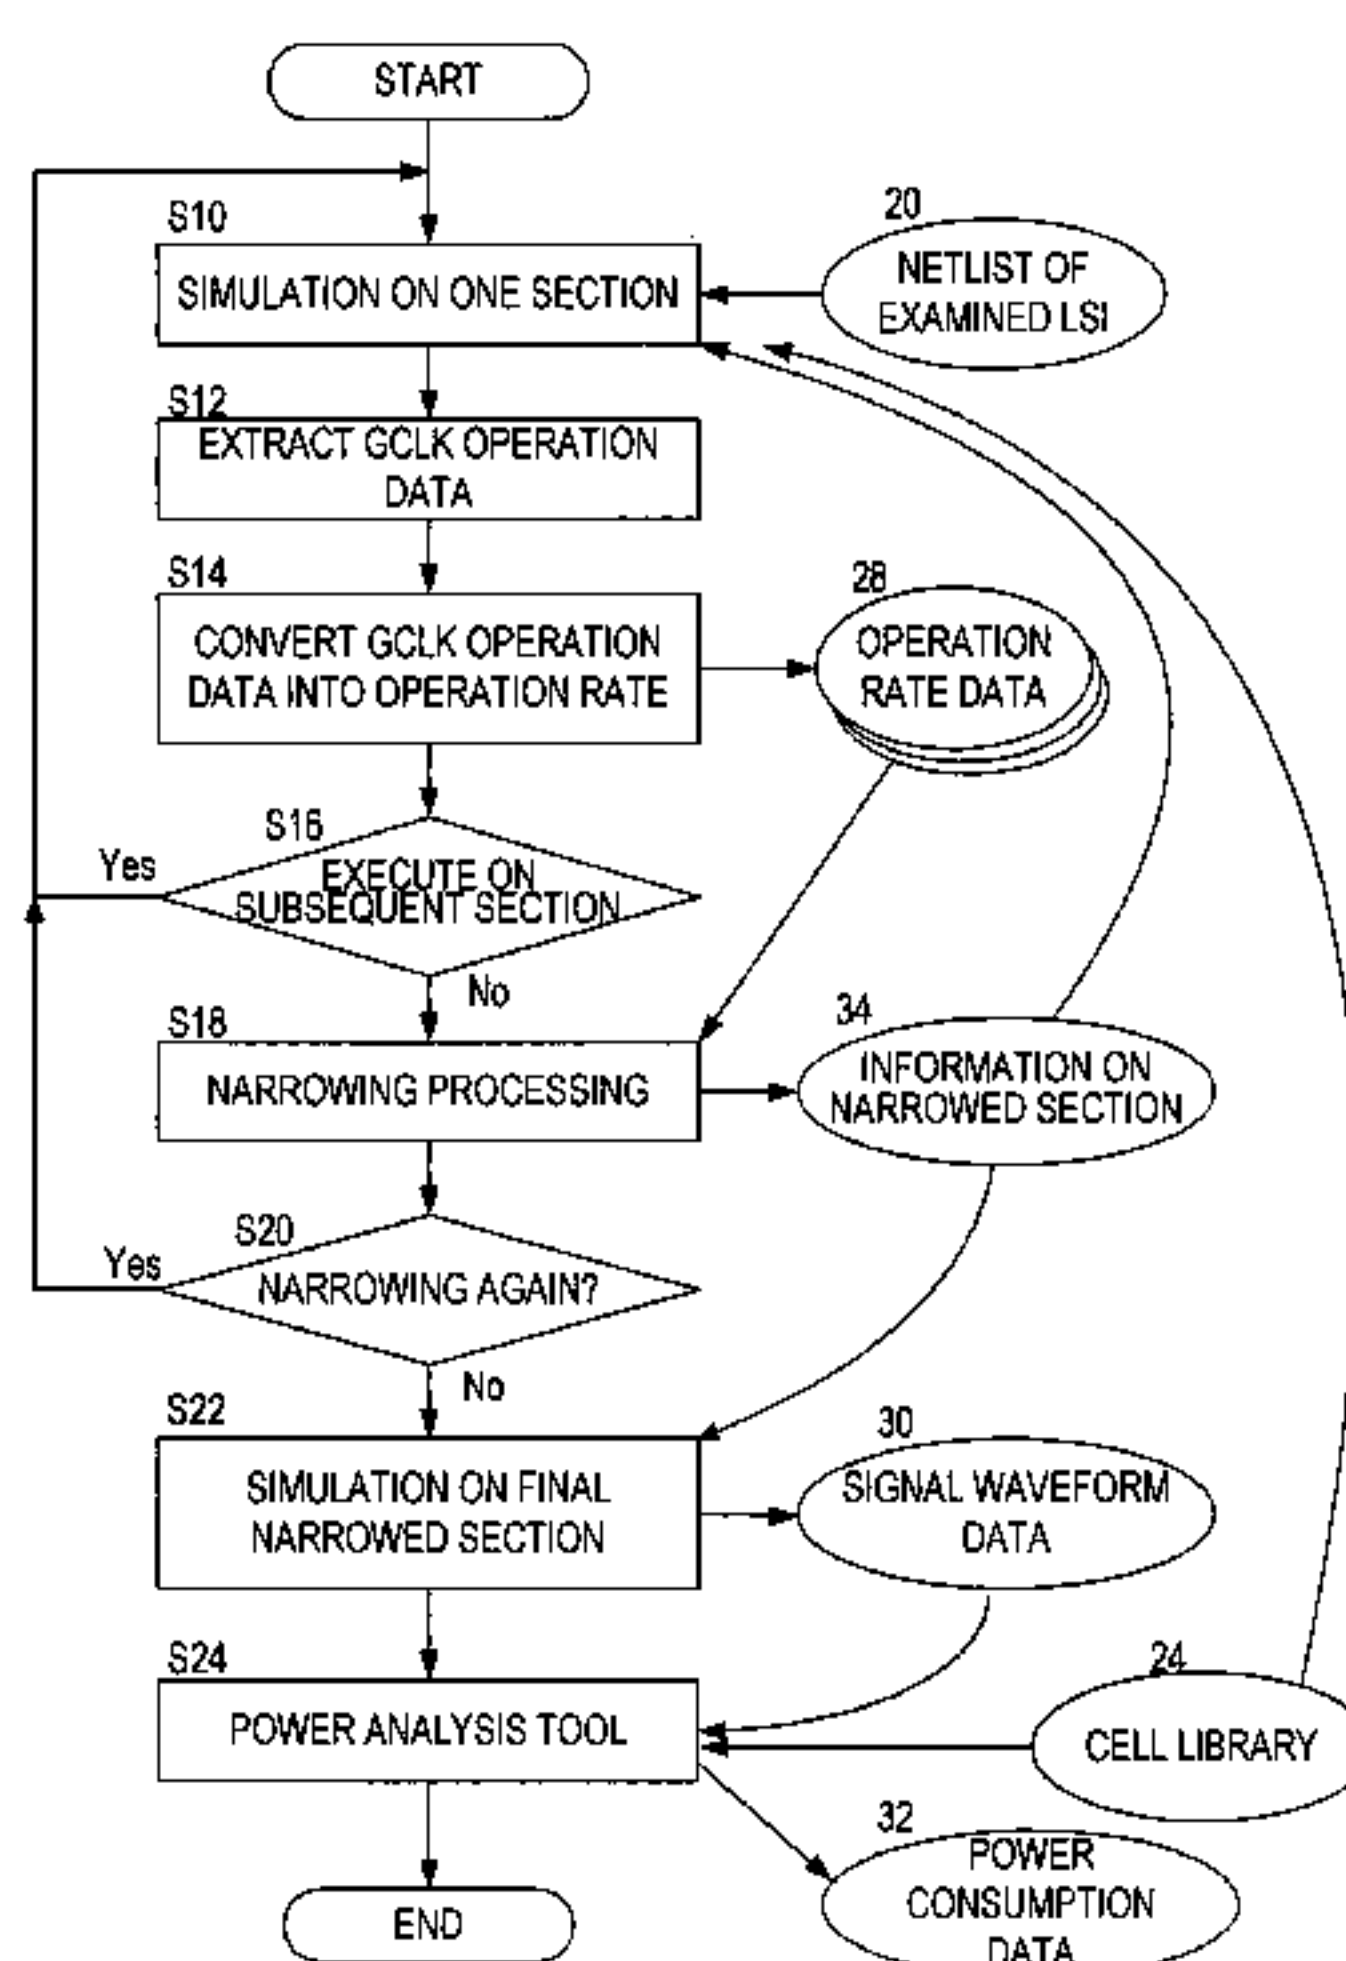 START
S10
SIMULATION ON ONE SECTION
20
NETLIST OF
EXAMINED LSI
S12
EXTRACT GCLK OPERATION
DATA
S14
CONVERT GCLK OPERATION
DATA INTO OPERATION RATE
28
OPERATION
RATE DATA
S16
Yes
EXECUTE ON
SUBSEQUENT SECTION
No
S18
NARROWING PROCESSING
34
INFORMATION ON
NARROWED SECTION
S20
Yes
NARROWING AGAIN?
No
S22
SIMULATION ON FINAL
NARROWED SECTION
30
SIGNAL WAVEFORM
DATA
S24
POWER ANALYSIS TOOL
24
CELL LIBRARY
32
POWER
CONSUMPTION
DATA
END